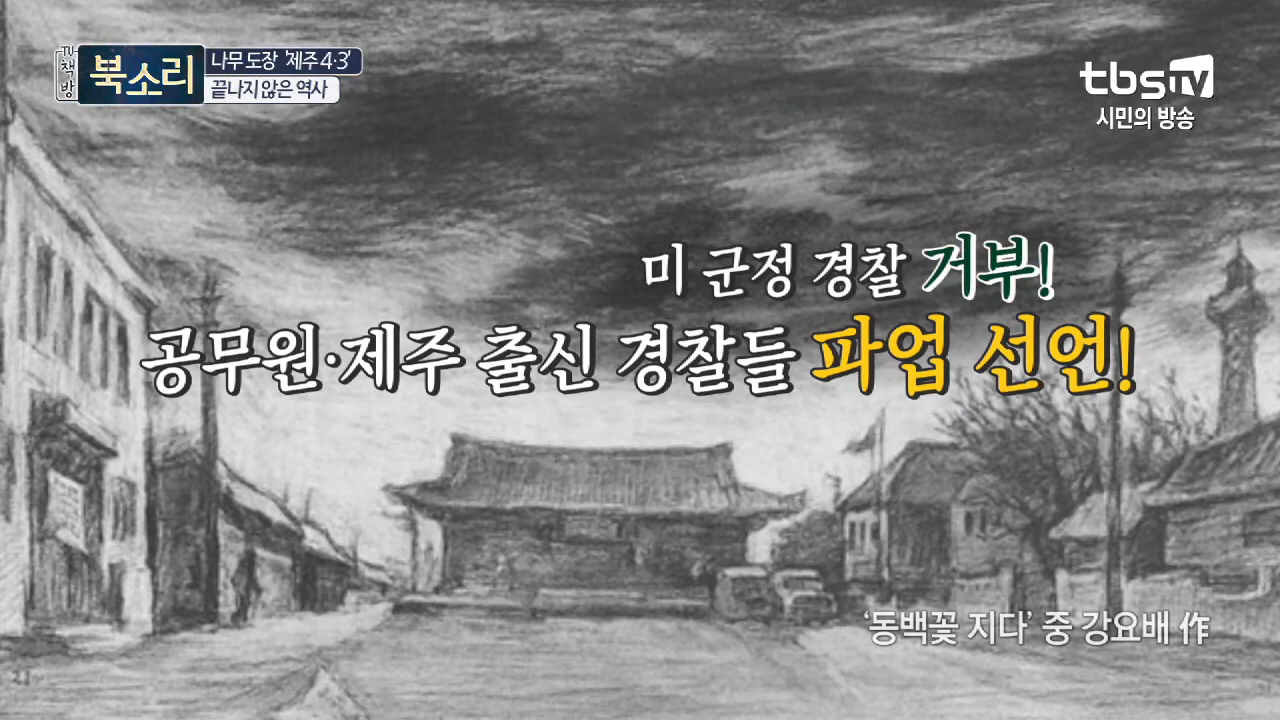 TV
책
방
북소리
나무 도장 '제주 4·3'
끝나지 않은 역사
tbs TV
시민의 방송
미 군정 경찰 거부!
공무원·제주 출신 경찰들 파업 선언!
'동백꽃 지다' 중 강요배 作
21